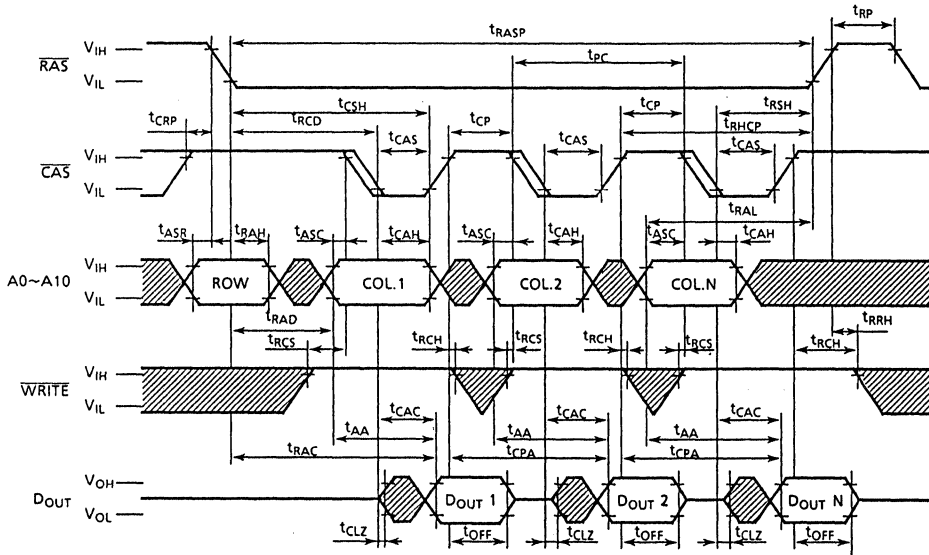 tRP
tRASP
VIH
RAS
VIL
tPC
tCSH
tCP
tRSH
tCRP
tRCD
tCP
tRHCP
tCAS
tCAS
tCAS
VIH
CAS
VIL
tRAL
tASR
tRAH
tASC
tCAH
tASC
tCAH
tASC
tCAH
VIH
A0~A10
ROW
COL.1
COL.2
COL.N
VIL
tRAD
tRRH
tRCS
tRCH
tRCS
tRCH
tRCS
tRCH
VIH
WRITE
VIL
tCAC
tCAC
tCAC
tAA
tAA
tAA
tRAC
tCPA
tCPA
VOH
DOUT
DOUT 1
DOUT 2
DOUT N
VOL
tCLZ
tOFF
tCLZ
tOFF
tCLZ
tOFF